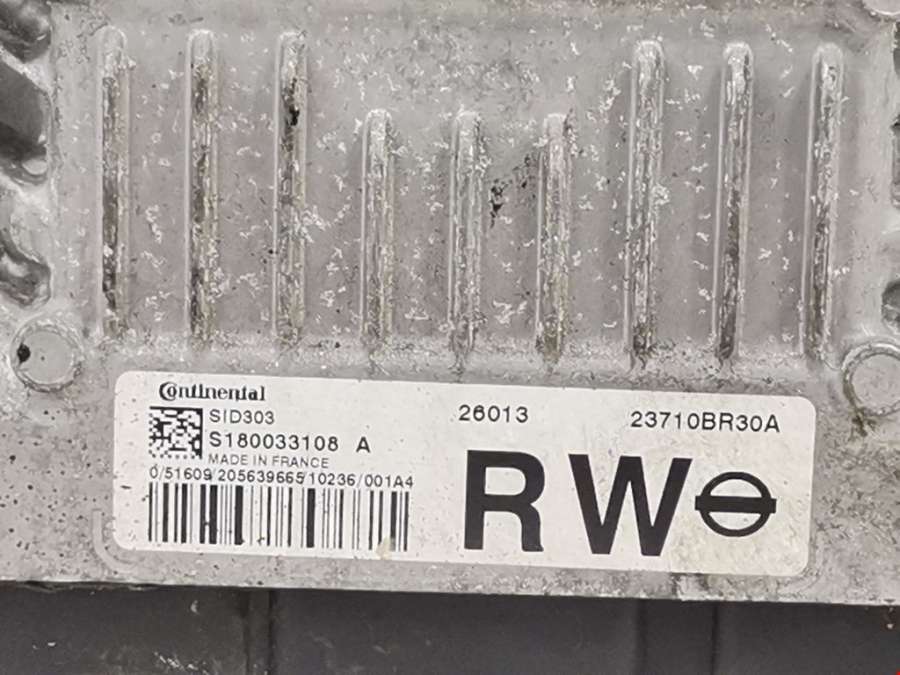 Continental
SID303
S180033108 A
MADE IN FRANCE
0/51609/205639665/10236/001A4
26013
23710BR30A
RW